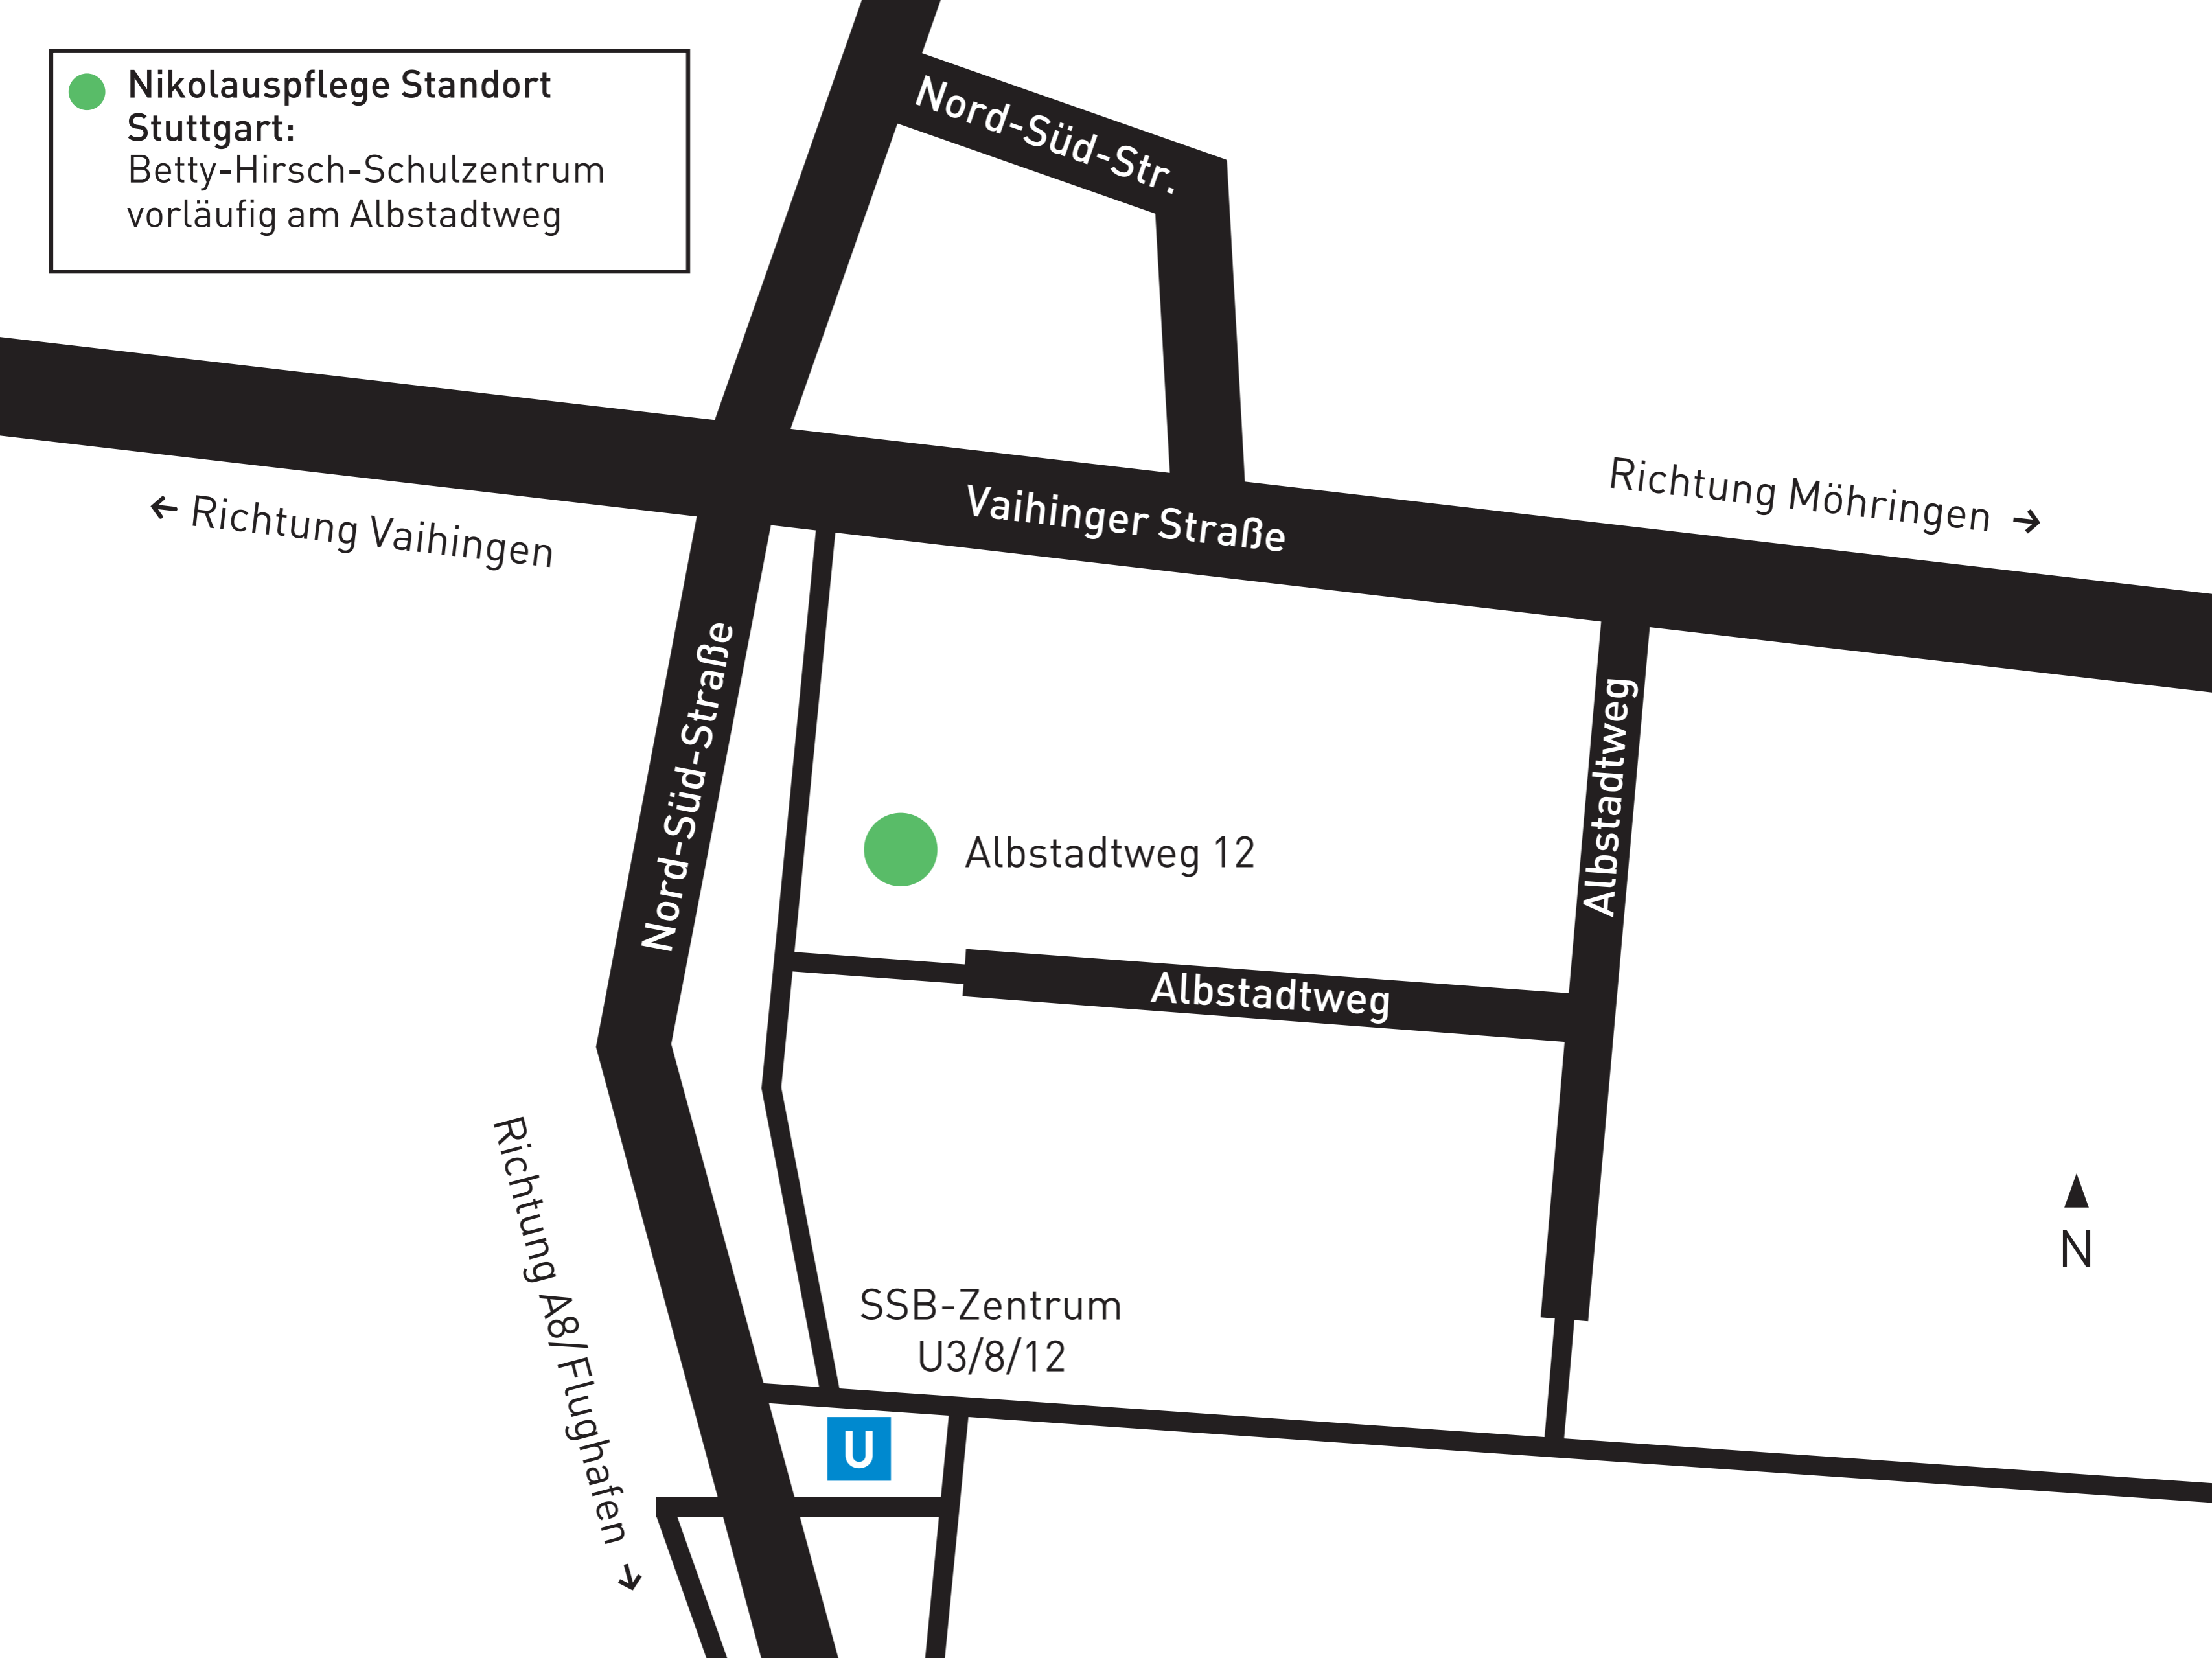 Nikolauspflege Standort
Stuttgart:
Betty-Hirsch-Schulzentrum
vorläufig am Albstadtweg
Nord-Süd-Str.
← Richtung Vaihingen
Vaihinger Straße
Richtung Möhringen →
Nord-Süd-Straße
Albstadtweg
Albstadtweg 12
Albstadtweg
Richtung A8/Flughafen →
N
SSB-Zentrum
U3/8/12
U